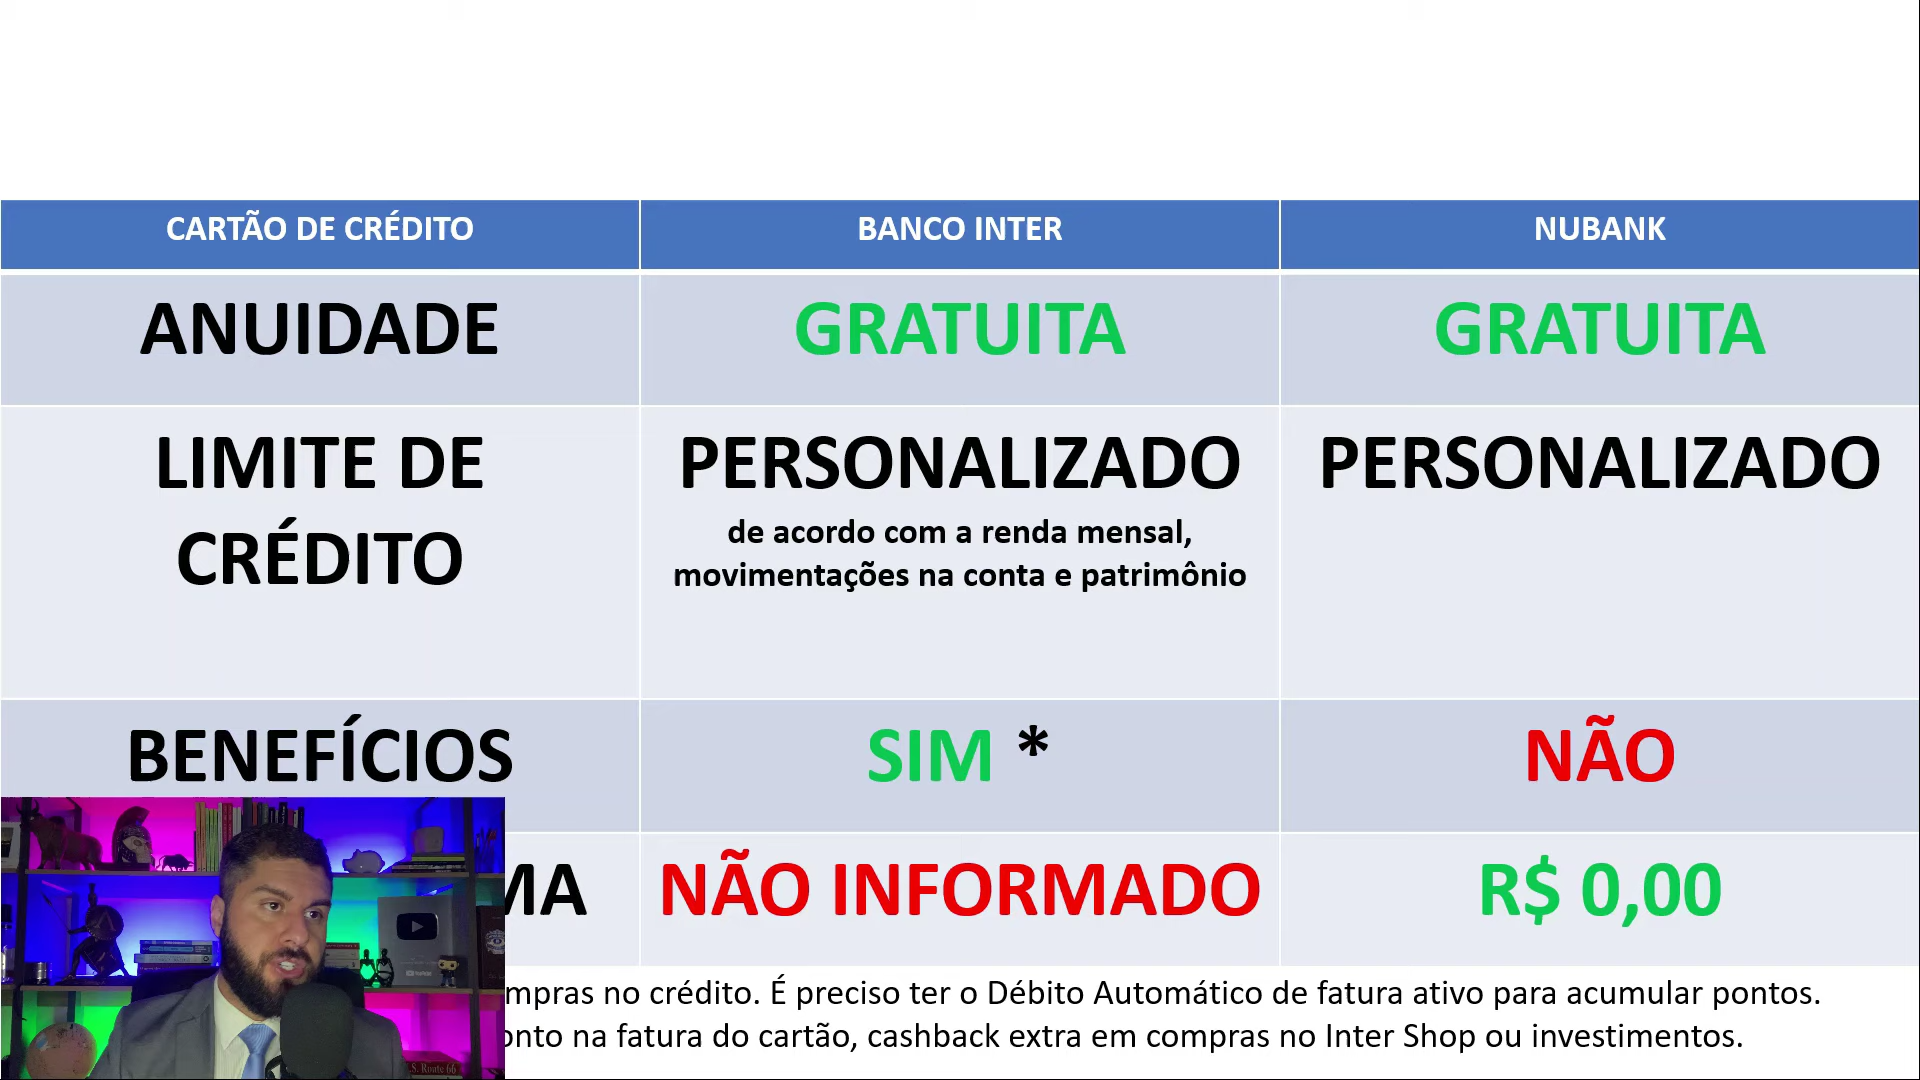 CARTÃO DE CRÉDITO
BANCO INTER
NUBANK
ANUIDADE
GRATUITA
GRATUITA
LIMITE DE
CRÉDITO
PERSONALIZADO
de acordo com a renda mensal,
movimentações na conta e patrimônio
PERSONALIZADO
BENEFÍCIOS
SIM *
NÃO
MA
NÃO INFORMADO
R$ 0,00
mpras no crédito. É preciso ter o Débito Automático de fatura ativo para acumular pontos.
onto na fatura do cartão, cashback extra em compras no Inter Shop ou investimentos.